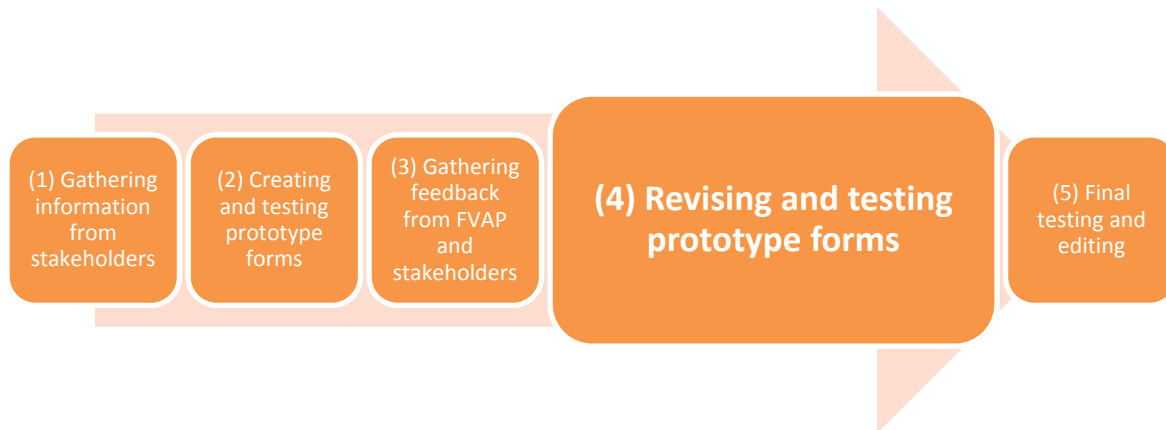 (1) Gathering
information
from
stakeholders
(2) Creating
and testing
prototype
forms
(3) Gathering
feedback
from FVAP
and
stakeholders
(4) Revising and testing
prototype forms
(5) Final
testing and
editing